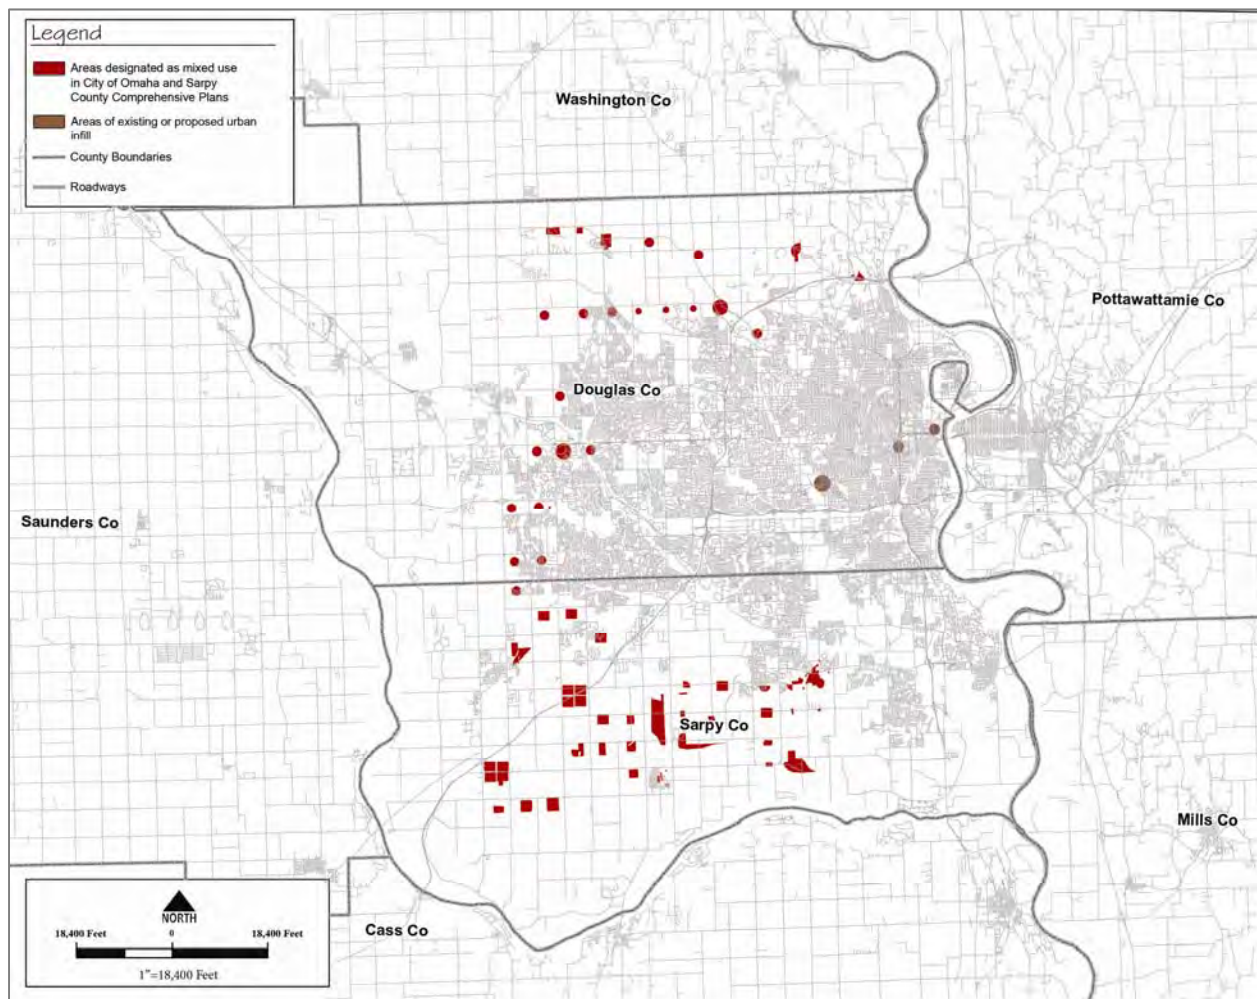 Legend
Areas designated as mixed use
in City of Omaha and Sarpy
County Comprehensive Plans
Areas of existing or proposed urban
infill
County Boundaries
Roadways
Washington Co
Pottawattamie Co
Douglas Co
Saunders Co
Sarpy Co
Mills Co
Cass Co
NORTH
18,400 Feet 0 18,400 Feet
1"=18,400 Feet